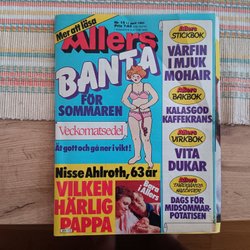 Mer att läsa
Allers
BANTA
FÖR
SOMMAREN
Veckomatsedel
Ät gott och gå ner i vikt!
Nisse Ahlroth, 63 år
VILKEN
HÄRLIG
PAPPA
Bara i Allers
Allers
STICKBOK
VÅRFIN
I MJUK
MOHAIR
Allers
BAKBOK
KALASGOD
KAFFEKRANS
Allers
VIRKBOK
VITA
DUKAR
Allers
DAGS FÖR
MIDSOMMAR-
POTATISEN